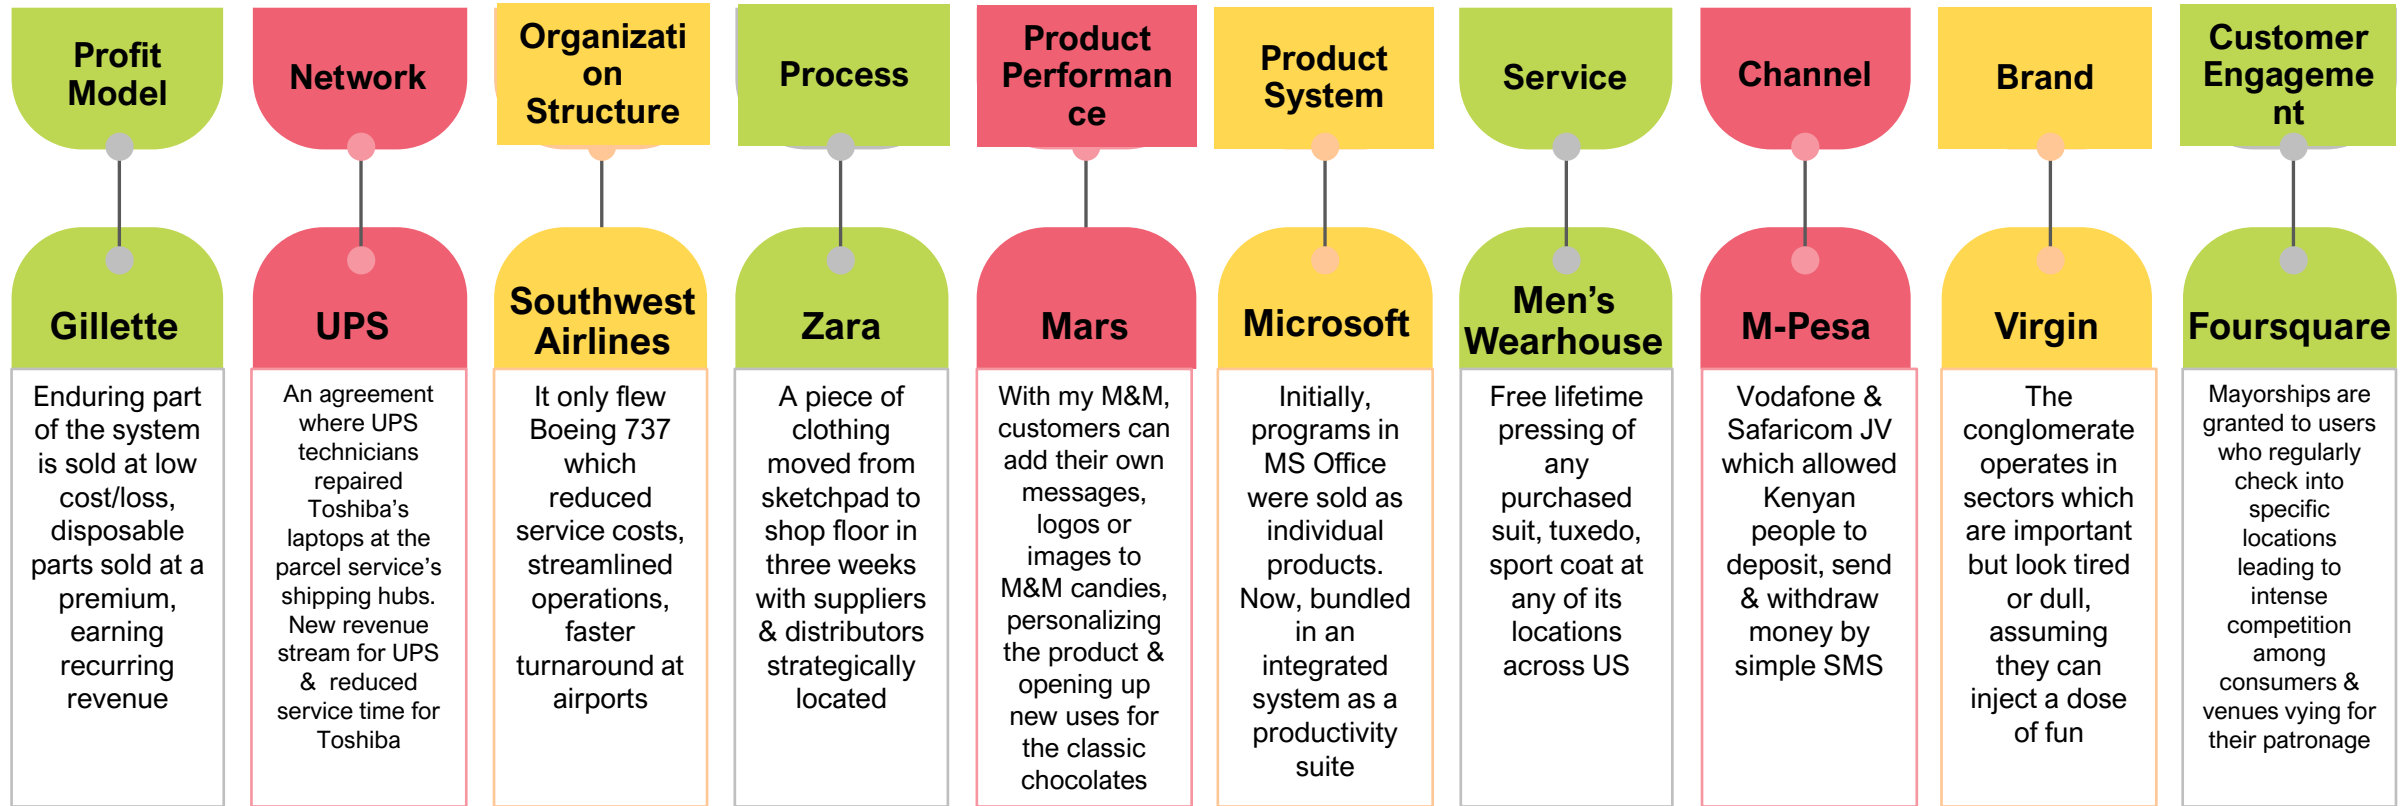 Profit
Model
Network
Organizati
on
Structure
Process
Product
Performan
ce
Product
System
Service
Channel
Brand
Customer
Engageme
nt
Gillette
UPS
Southwest
Airlines
Zara
Mars
Microsoft
Men's
Wearhouse
M-Pesa
Virgin
Foursquare
Enduring part
of the system
is sold at low
cost/loss,
disposable
parts sold at a
premium,
earning
recurring
revenue
An agreement
where UPS
technicians
repaired
Toshiba's
laptops at the
parcel service's
shipping hubs.
New revenue
stream for UPS
& reduced
service time for
Toshiba
It only flew
Boeing 737
which
reduced
service costs,
streamlined
operations,
faster
turnaround at
airports
A piece of
clothing
moved from
sketchpad to
shop floor in
three weeks
with suppliers
& distributors
strategically
located
With my M&M,
customers can
add their own
messages,
logos or
images to
M&M candies,
personalizing
the product &
opening up
new uses for
the classic
chocolates
Initially,
programs in
MS Office
were sold as
individual
products.
Now, bundled
in an
integrated
system as a
productivity
suite
Free lifetime
pressing of
any
purchased
suit, tuxedo,
sport coat at
any of its
locations
across US
Vodafone &
Safaricom JV
which allowed
Kenyan
people to
deposit, send
& withdraw
money by
simple SMS
The
conglomerate
operates in
sectors which
are important
but look tired
or dull,
assuming
they can
inject a dose
of fun
Mayorships are
granted to users
who regularly
check into
specific
locations
leading to
intense
competition
among
consumers &
venues vying for
their patronage